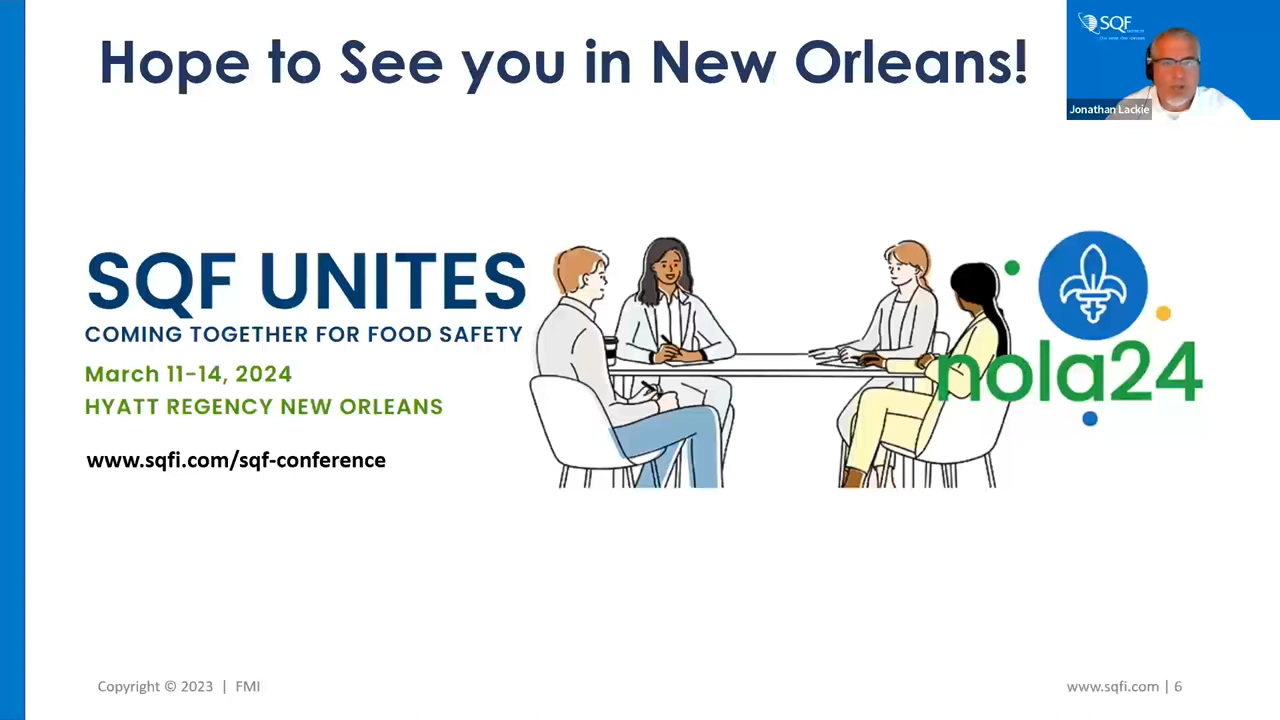 Hope to See you in New Orleans!
SQF
Jonathan Lackie
SQF UNITES
COMING TOGETHER FOR FOOD SAFETY
March 11-14, 2024
HYATT REGENCY NEW ORLEANS
www.sqfi.com/sqf-conference
nola24
Copyright © 2023 | FMI
www.sqfi.com | 6